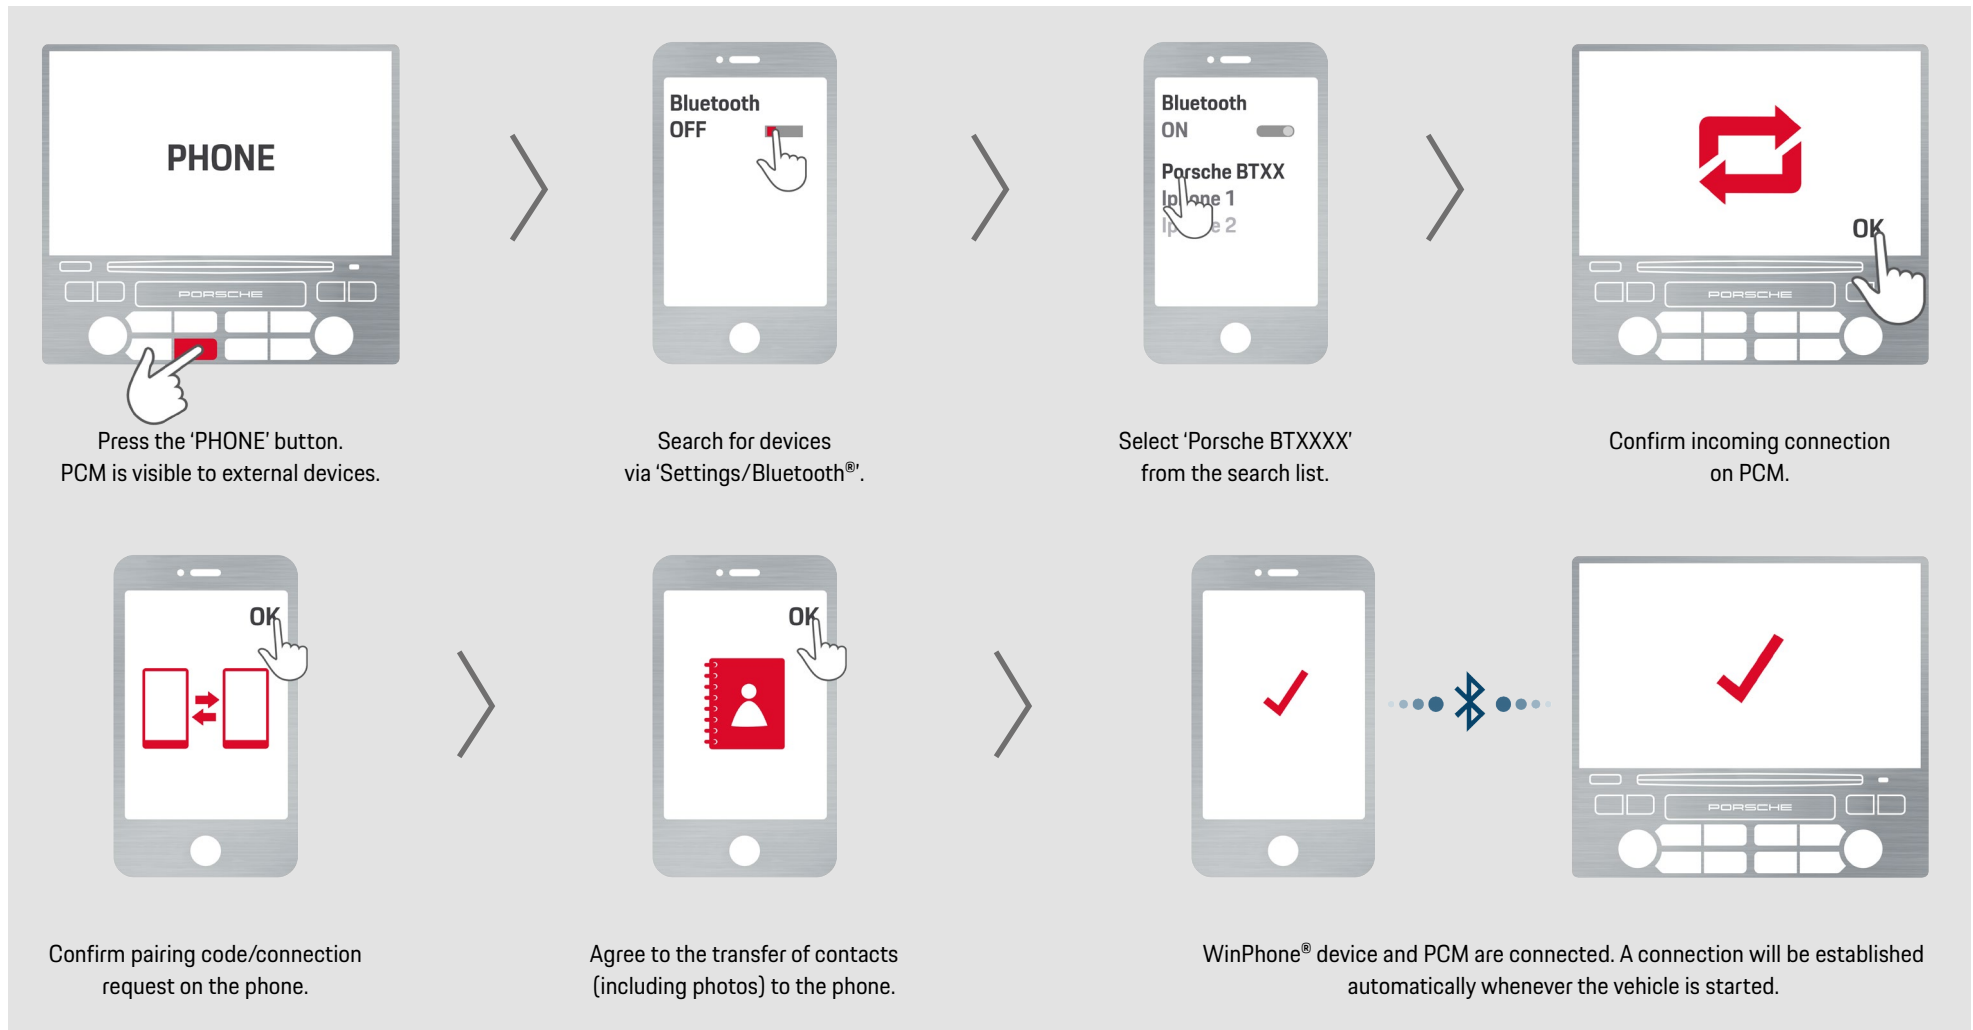 PHONE
PORSCHE
Press the ‘PHONE’ button.
PCM is visible to external devices.
Bluetooth
OFF
Search for devices
via ‘Settings/Bluetooth®’.
Bluetooth
ON
Porsche BTXX
Iphone 1
Iphone 2
Select ‘Porsche BTXXXX’
from the search list.
OK
PORSCHE
Confirm incoming connection
on PCM.
OK
Confirm pairing code/connection
request on the phone.
OK
Agree to the transfer of contacts
(including photos) to the phone.
PORSCHE
WinPhone® device and PCM are connected. A connection will be established
automatically whenever the vehicle is started.